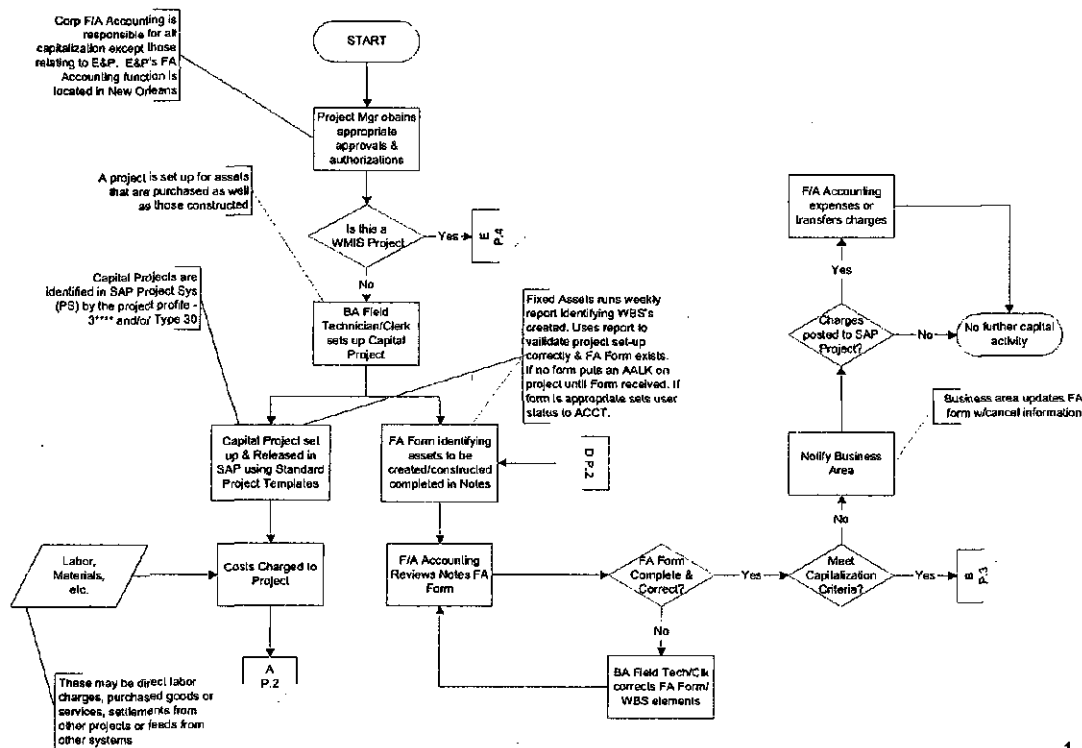 Corp F/A Accounting is
responsible for all
capitalization except those
relating to E&P. E&P's FA
Accounting function is
located in New Orleans
START
Project Mgr obains
appropriate
approvals &
authorizations
A project is set up for assets
that are purchased as well
as those constructed
Is this a
WMIS Project
Yes
E
P.4
No
Capital Projects are
identified in SAP Project Sys
(PS) by the project profile -
3**** and/or Type 30
BA Field
Technician/Clerk
sets up Capital
Project
Fixed Assets runs weekly
report identifying WBS's
created. Uses report to
vailidate project set-up
correctly & FA Form exists.
If no form puts an AALK on
project until Form received. If
form is appropriate sets user
status to ACCT.
Capital Project set
up & Released in
SAP using Standard
Project Templates
FA Form identifying
assets to be
created/constructed
completed in Notes
D P.2
Labor,
Materials,
etc.
Costs Charged to
Project
F/A Accounting
Reviews Notes FA
Form
FA Form
Complete &
Correct?
Yes
Meet
Capitalization
Criteria?
Yes
B
P.3
No
BA Field Tech/Clk
corrects FA Form/
WBS elements
No
Notify Business
Area
Business area updates FA
form w/cancel information
Charges
posted to SAP
Project?
No
No further capital
activity
Yes
F/A Accounting
expenses or
transfers charges
A
P.2
These may be direct labor
charges, purchased goods or
services, settlements from
other projects or feeds from
other systems
1